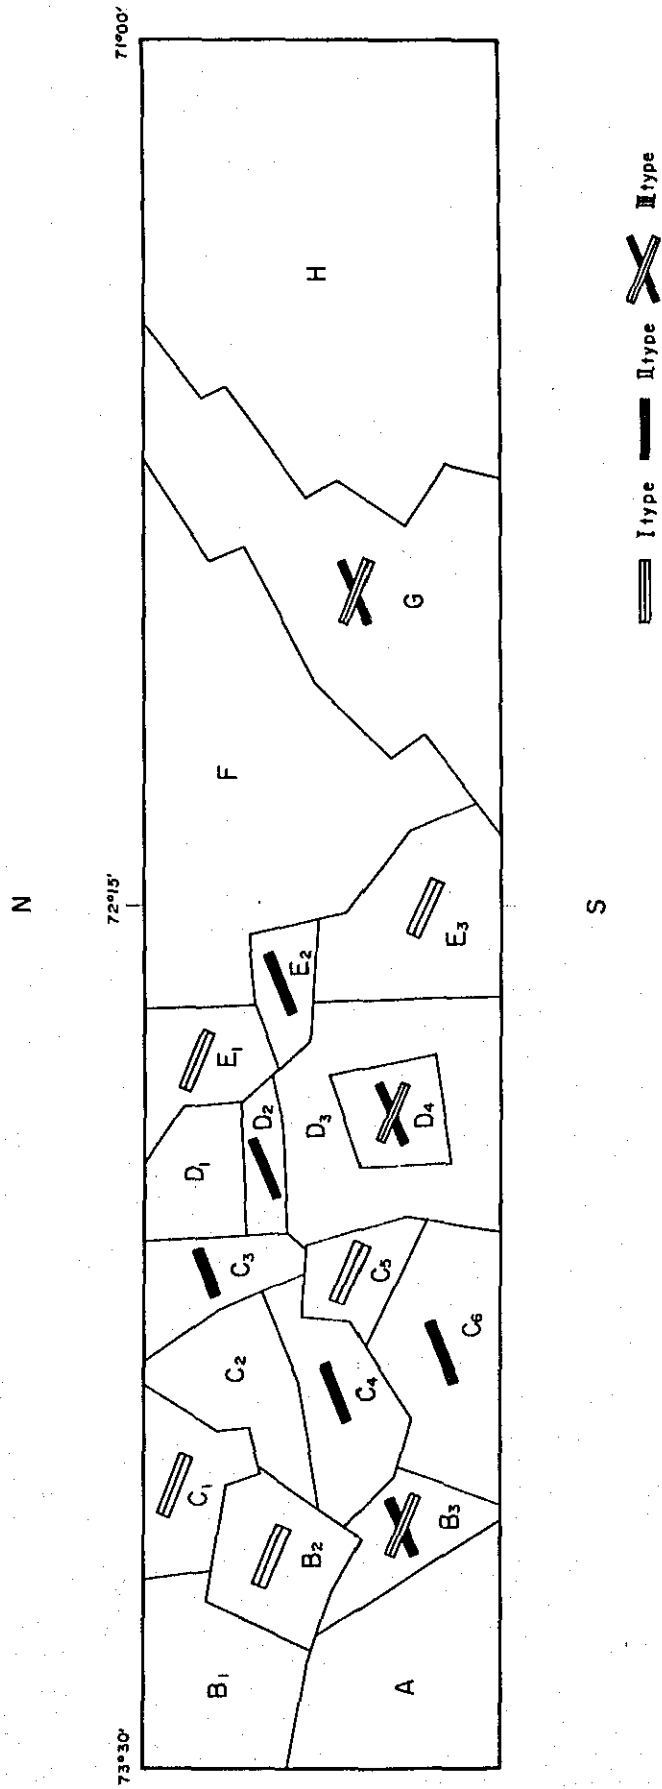 N
73°30′
72°15′
71°00′
B₁
A
B₂
B₃
C₁
C₂
C₃
C₄
C₅
C₆
D₁
D₂
D₃
D₄
E₁
E₂
E₃
F
G
H
S
I type
II type
III type